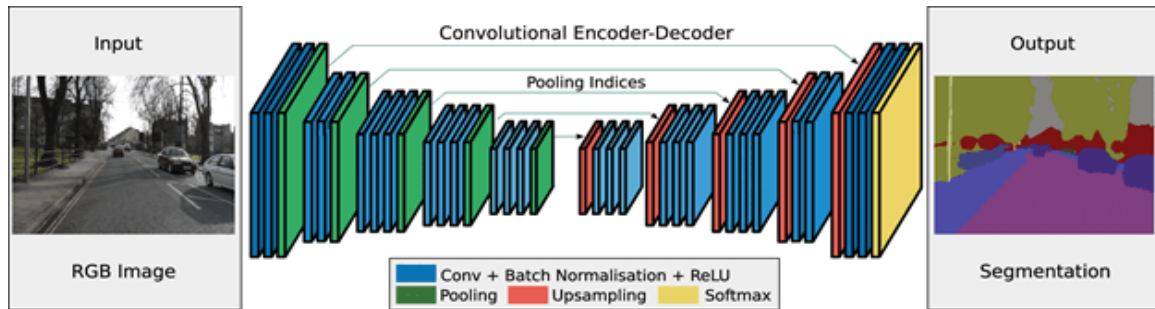 Input
RGB Image
Convolutional Encoder-Decoder
Pooling Indices
Output
Segmentation
Conv + Batch Normalisation + ReLU
Pooling
Upsampling
Softmax